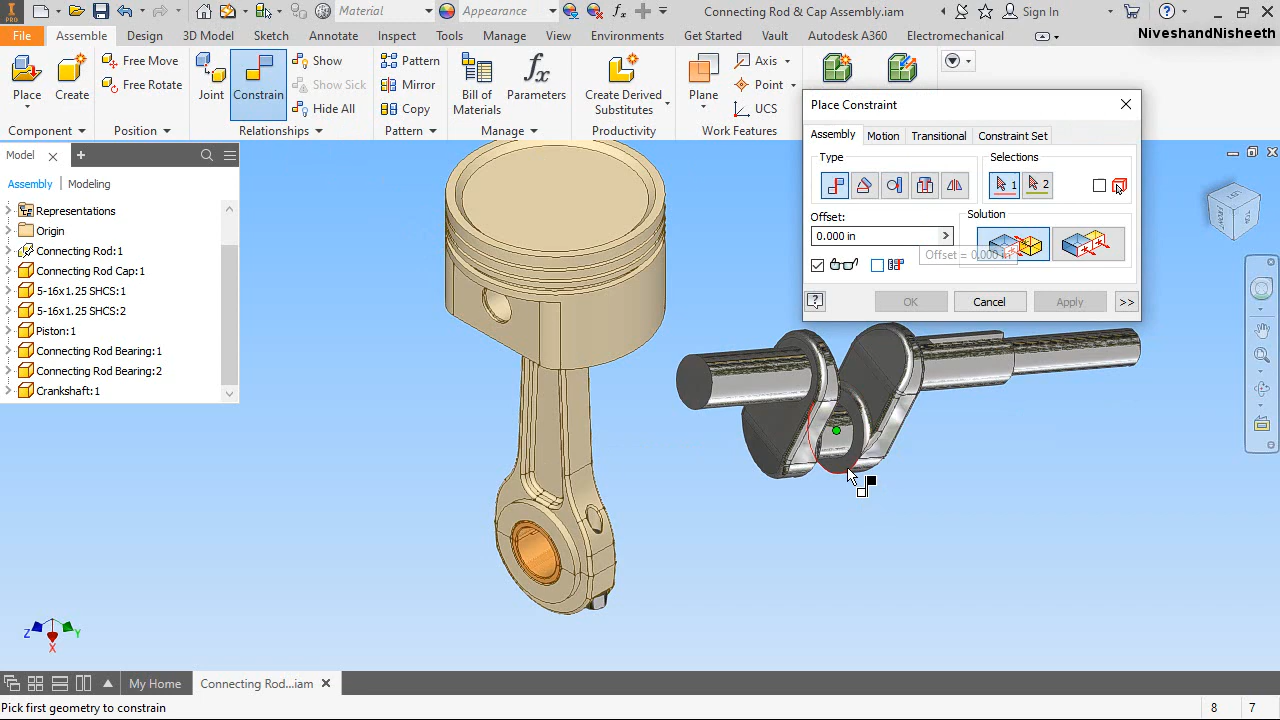 I
PRO
Material
Appearance
fx
Connecting Rod & Cap Assembly.iam
Sign In
NiveshandNisheeth
File
Assemble
Design
3D Model
Sketch
Annotate
Inspect
Tools
Manage
View
Environments
Get Started
Vault
Autodesk A360
Electromechanical
Place
Create
Free Move
Free Rotate
Component
Position
Joint
Constrain
Show
Show Sick
Hide All
Relationships
Pattern
Mirror
Copy
Pattern
Bill of
Materials
fx
Parameters
Manage
Create Derived
Substitutes
Productivity
Plane
Axis
Point
UCS
Work Features
Place Constraint
Assembly
Motion
Transitional
Constraint Set
Type
Selections
1
2
Offset:
0.000 in
Solution
Offset = 0.000 in
OK
Cancel
Apply
>>
Model
Assembly
Modeling
Representations
Origin
Connecting Rod:1
Connecting Rod Cap:1
5-16x1.25 SHCS:1
5-16x1.25 SHCS:2
Piston:1
Connecting Rod Bearing:1
Connecting Rod Bearing:2
Crankshaft:1
Z
Y
X
My Home
Connecting Rod...iam
Pick first geometry to constrain
8
7